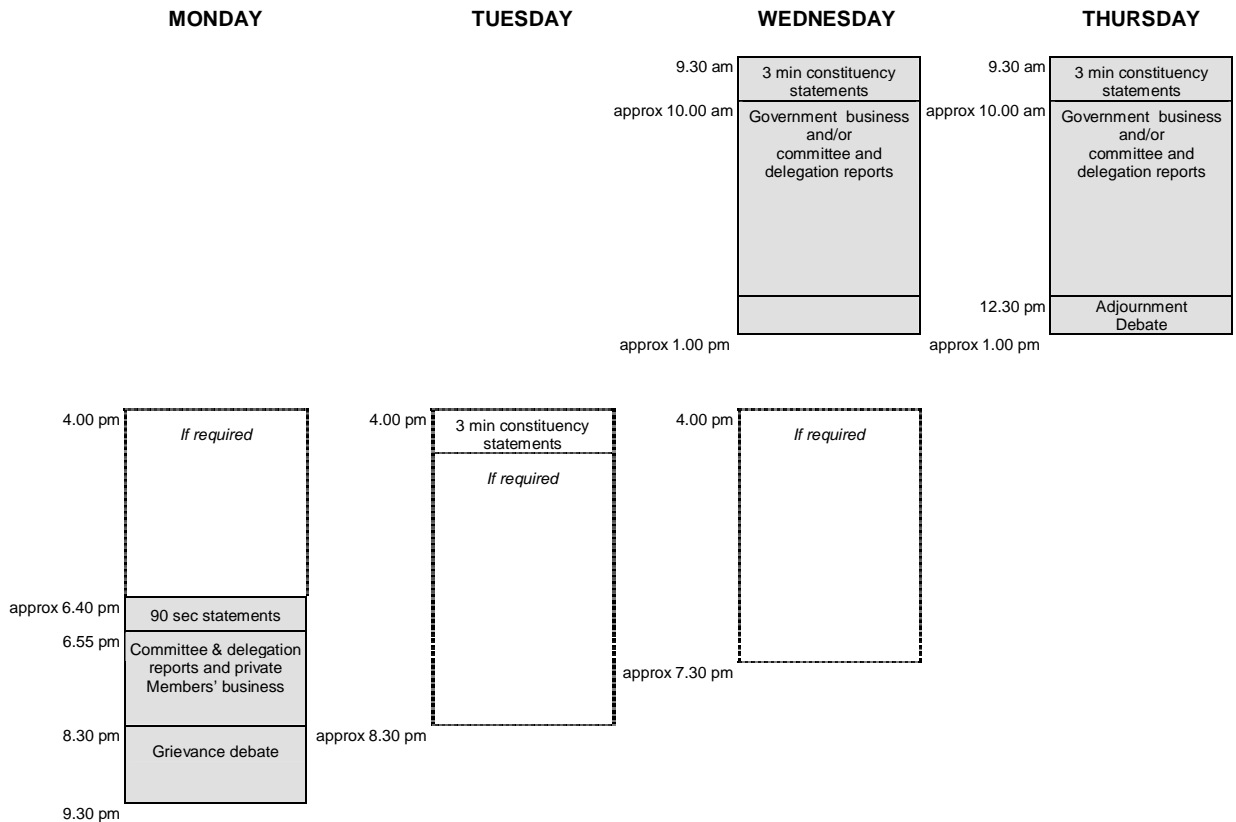 MONDAY
TUESDAY
WEDNESDAY
THURSDAY
9.30 am
3 min constituency
statements
approx 10.00 am
Government business
and/or
committee and
delegation reports
approx 1.00 pm
9.30 am
3 min constituency
statements
approx 10.00 am
Government business
and/or
committee and
delegation reports
12.30 pm
Adjournment
Debate
approx 1.00 pm
4.00 pm
If required
approx 6.40 pm
90 sec statements
6.55 pm
Committee & delegation
reports and private
Members' business
8.30 pm
Grievance debate
9.30 pm
4.00 pm
3 min constituency
statements
If required
approx 8.30 pm
4.00 pm
If required
approx 7.30 pm